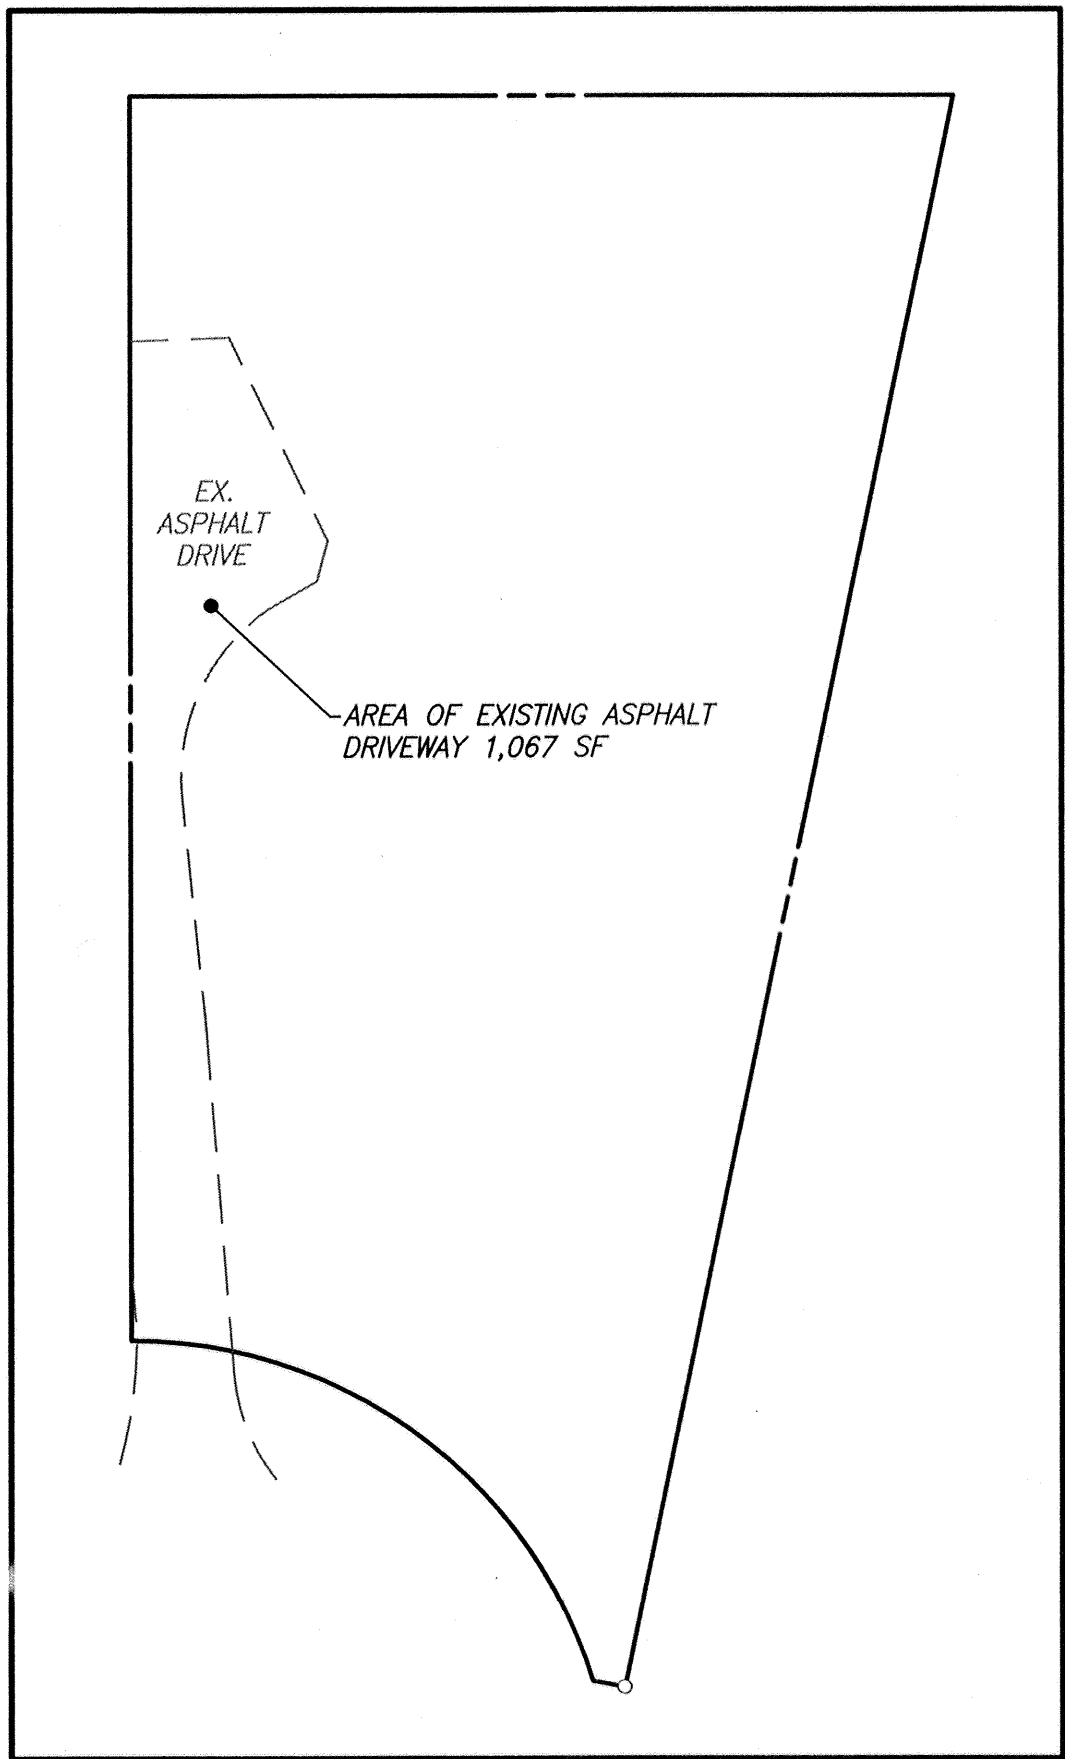 EX.
ASPHALT
DRIVE
AREA OF EXISTING ASPHALT
DRIVEWAY 1,067 SF